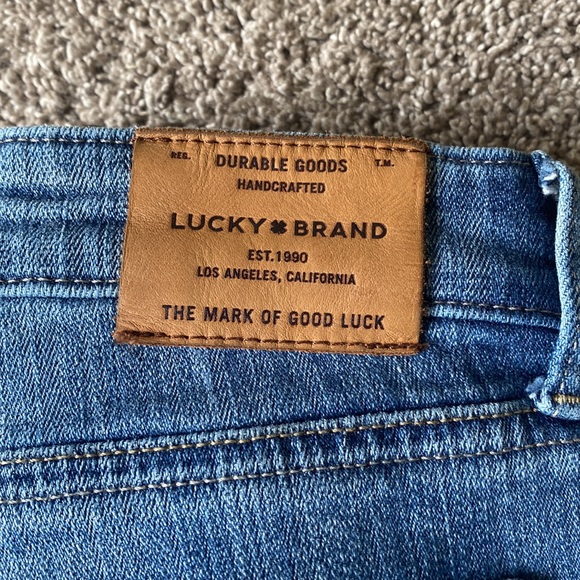 REG. DURABLE GOODS T.M.
HANDCRAFTED
LUCKY BRAND
EST.1990
LOS ANGELES, CALIFORNIA
THE MARK OF GOOD LUCK